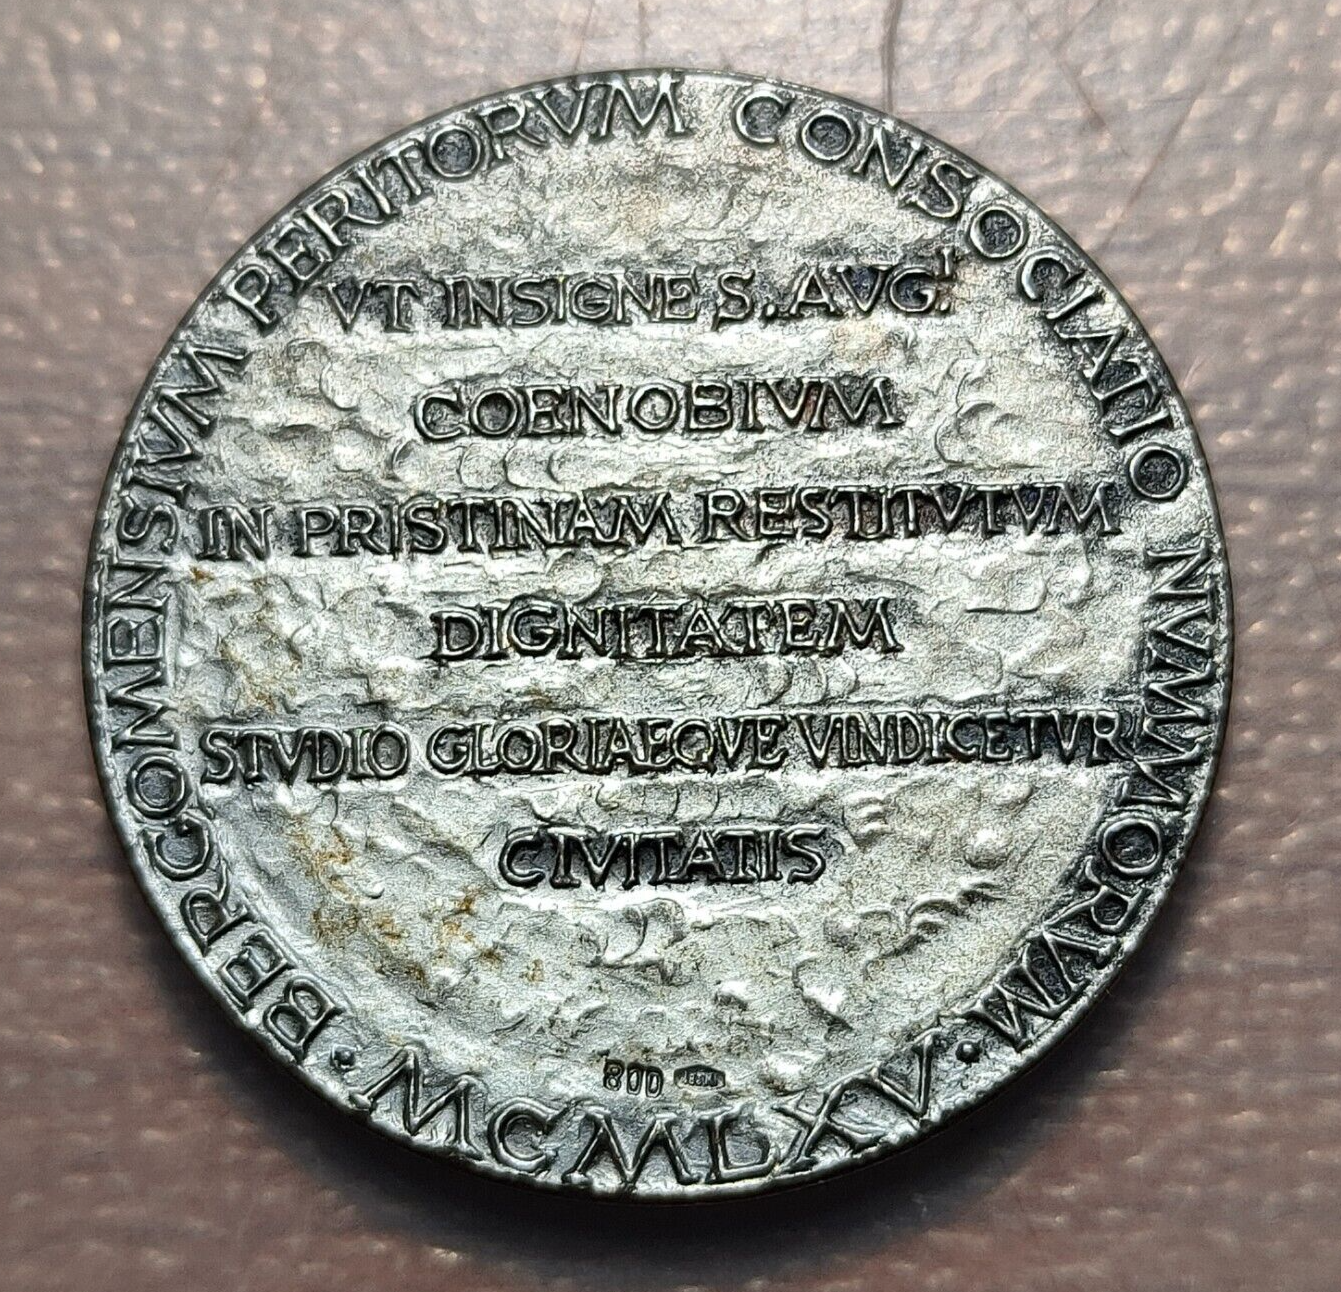 BERGOMENSIVM PERITORVM CONSOCIATIO NVMMORVM
VT INSIGNE S. AVG.I
COENOBIVM
IN PRISTINAM RESTITVTVM
DIGNITATEM
STVDIO GLORIAEQVE VINDICETVR
CIVITATIS
800
· MCMLXV ·